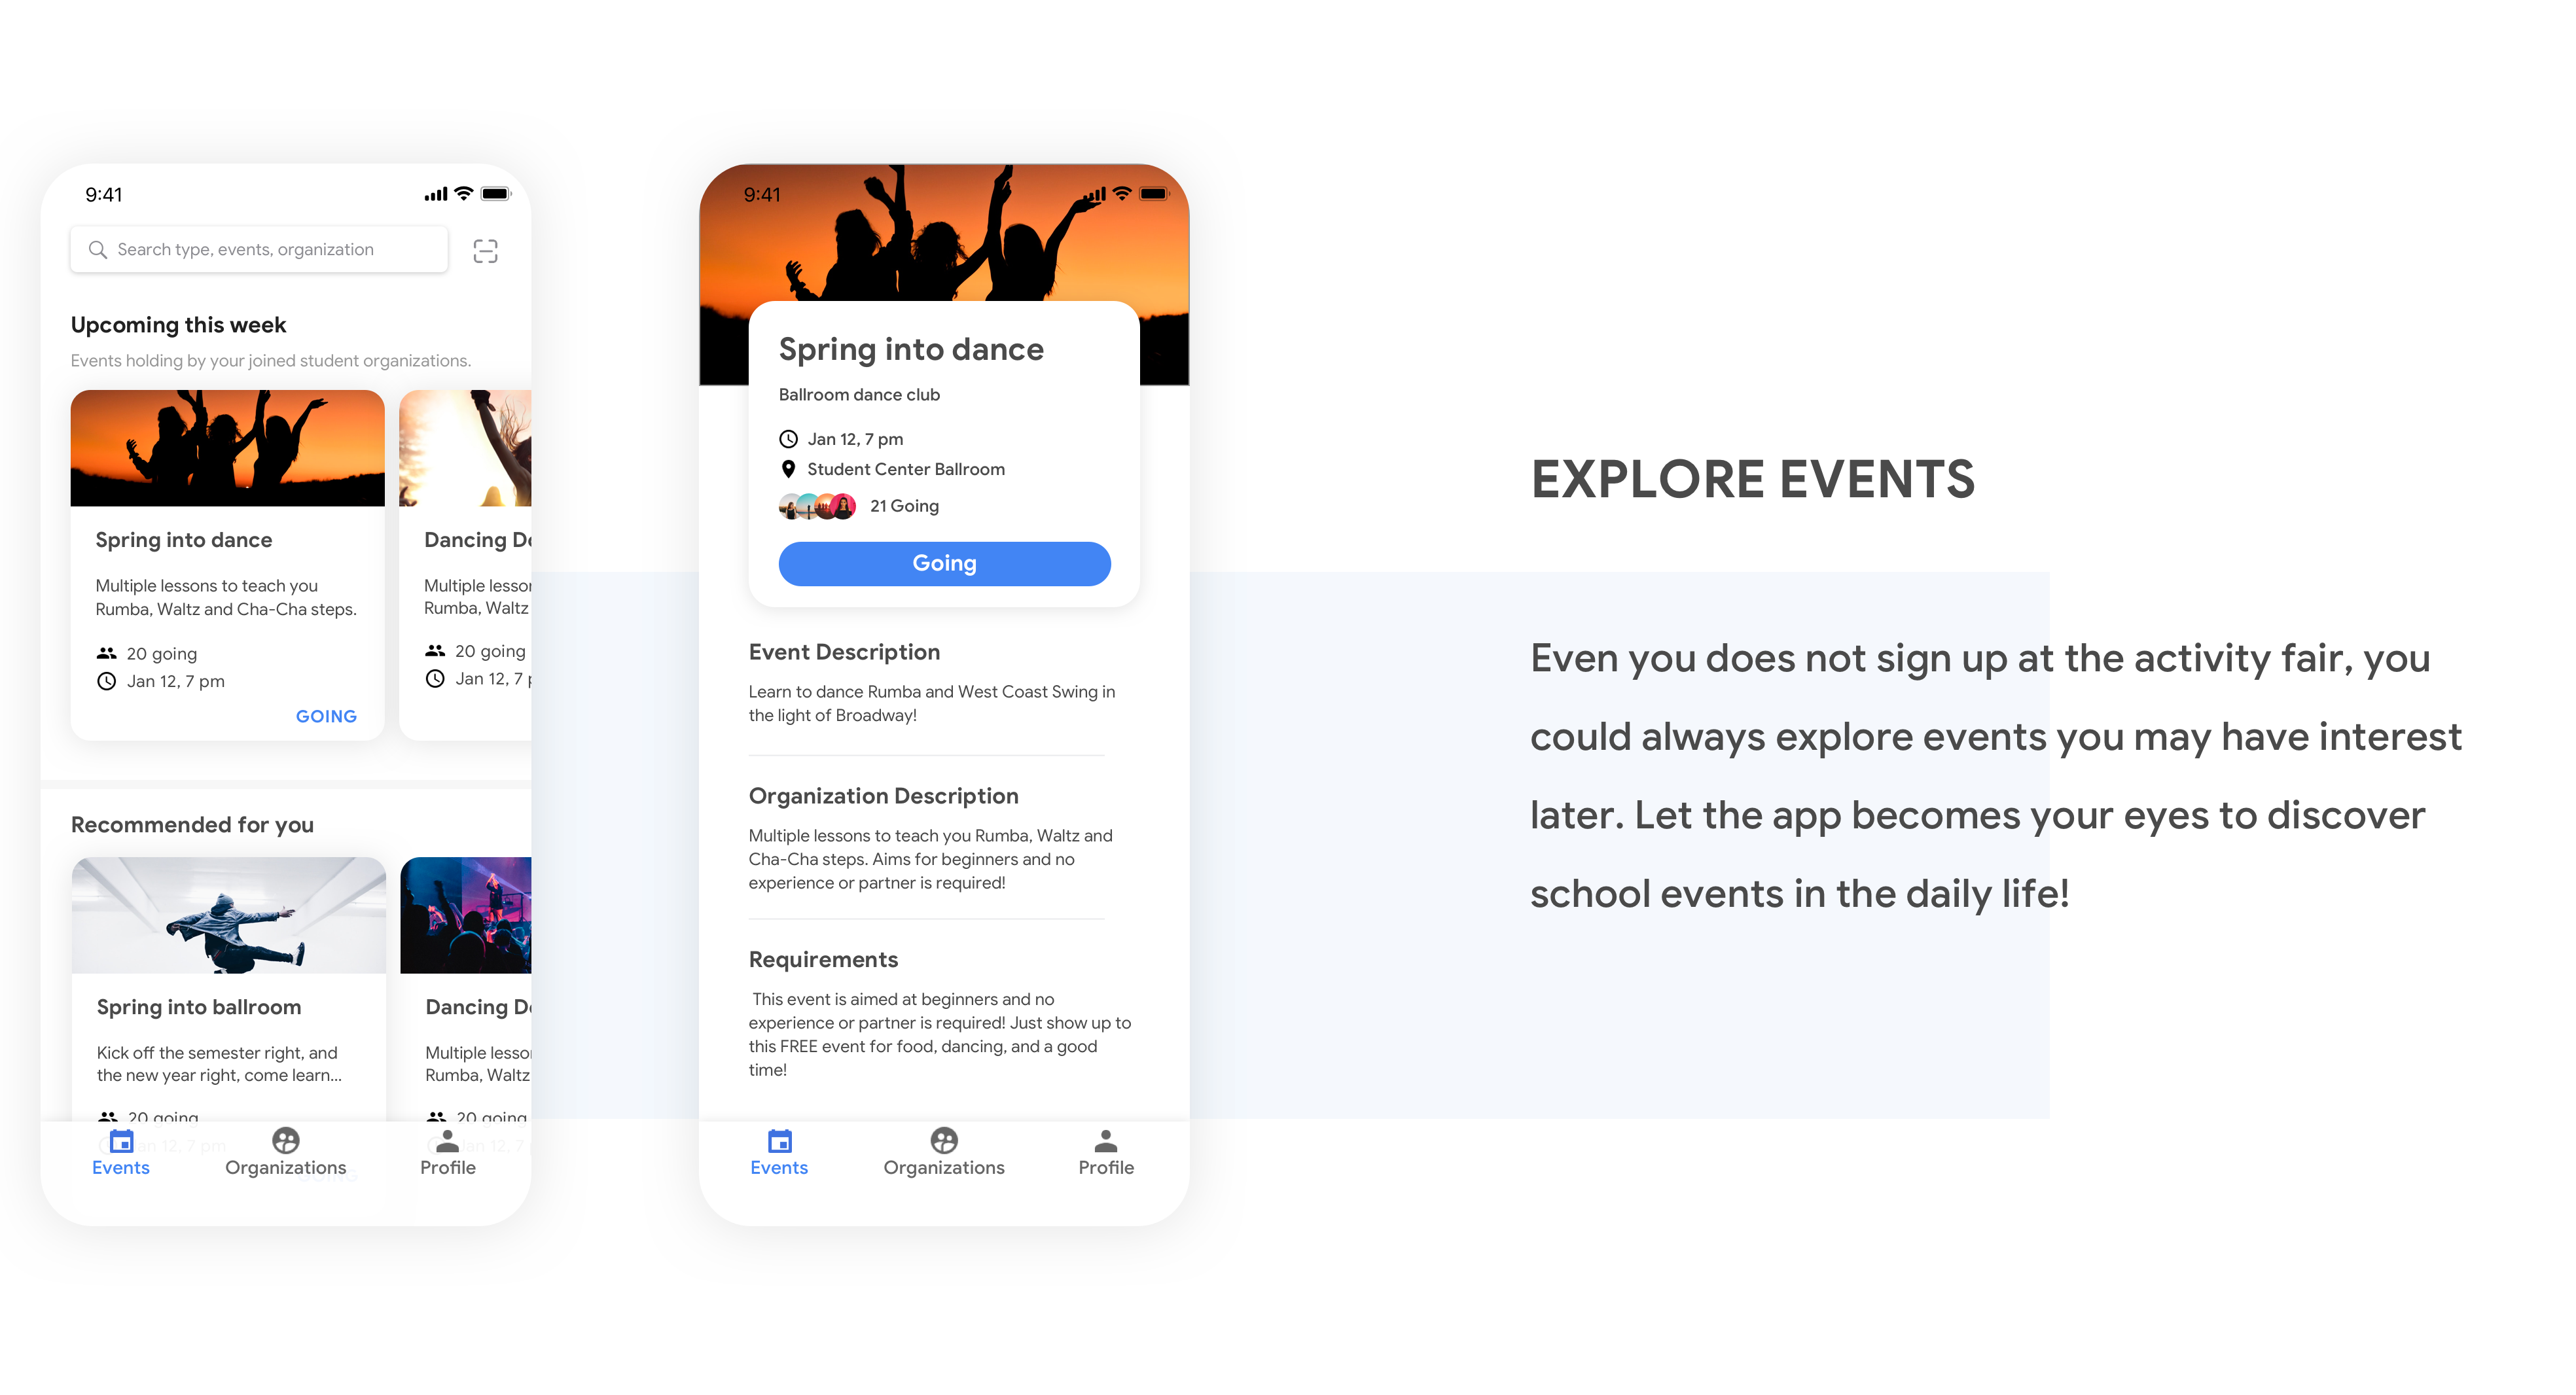 9:41
Search type, events, organization
Upcoming this week
Events holding by your joined student organizations.
Spring into dance
Multiple lessons to teach you
Rumba, Waltz and Cha-Cha steps.
20 going
Jan 12, 7 pm
GOING
Dancing
Multiple
Rumba, Waltz
20 going
Jan 12, 7
Recommended for you
Spring into ballroom
Kick off the semester right, and
the new year right, come learn...
20 going
Jan 12, 7 pm
GOING
Dancing
Multiple
Rumba, Waltz
20 going
Jan 12, 7
Events
Organizations
Profile
9:41
Spring into dance
Ballroom dance club
Jan 12, 7 pm
Student Center Ballroom
21 Going
Going
Event Description
Learn to dance Rumba and West Coast Swing in
the light of Broadway!
Organization Description
Multiple lessons to teach you Rumba, Waltz and
Cha-Cha steps. Aims for beginners and no
experience or partner is required!
Requirements
This event is aimed at beginners and no
experience or partner is required! Just show up to
this FREE event for food, dancing, and a good
time!
Events
Organizations
Profile
EXPLORE EVENTS
Even you does not sign up at the activity fair, you
could always explore events you may have interest
later. Let the app becomes your eyes to discover
school events in the daily life!